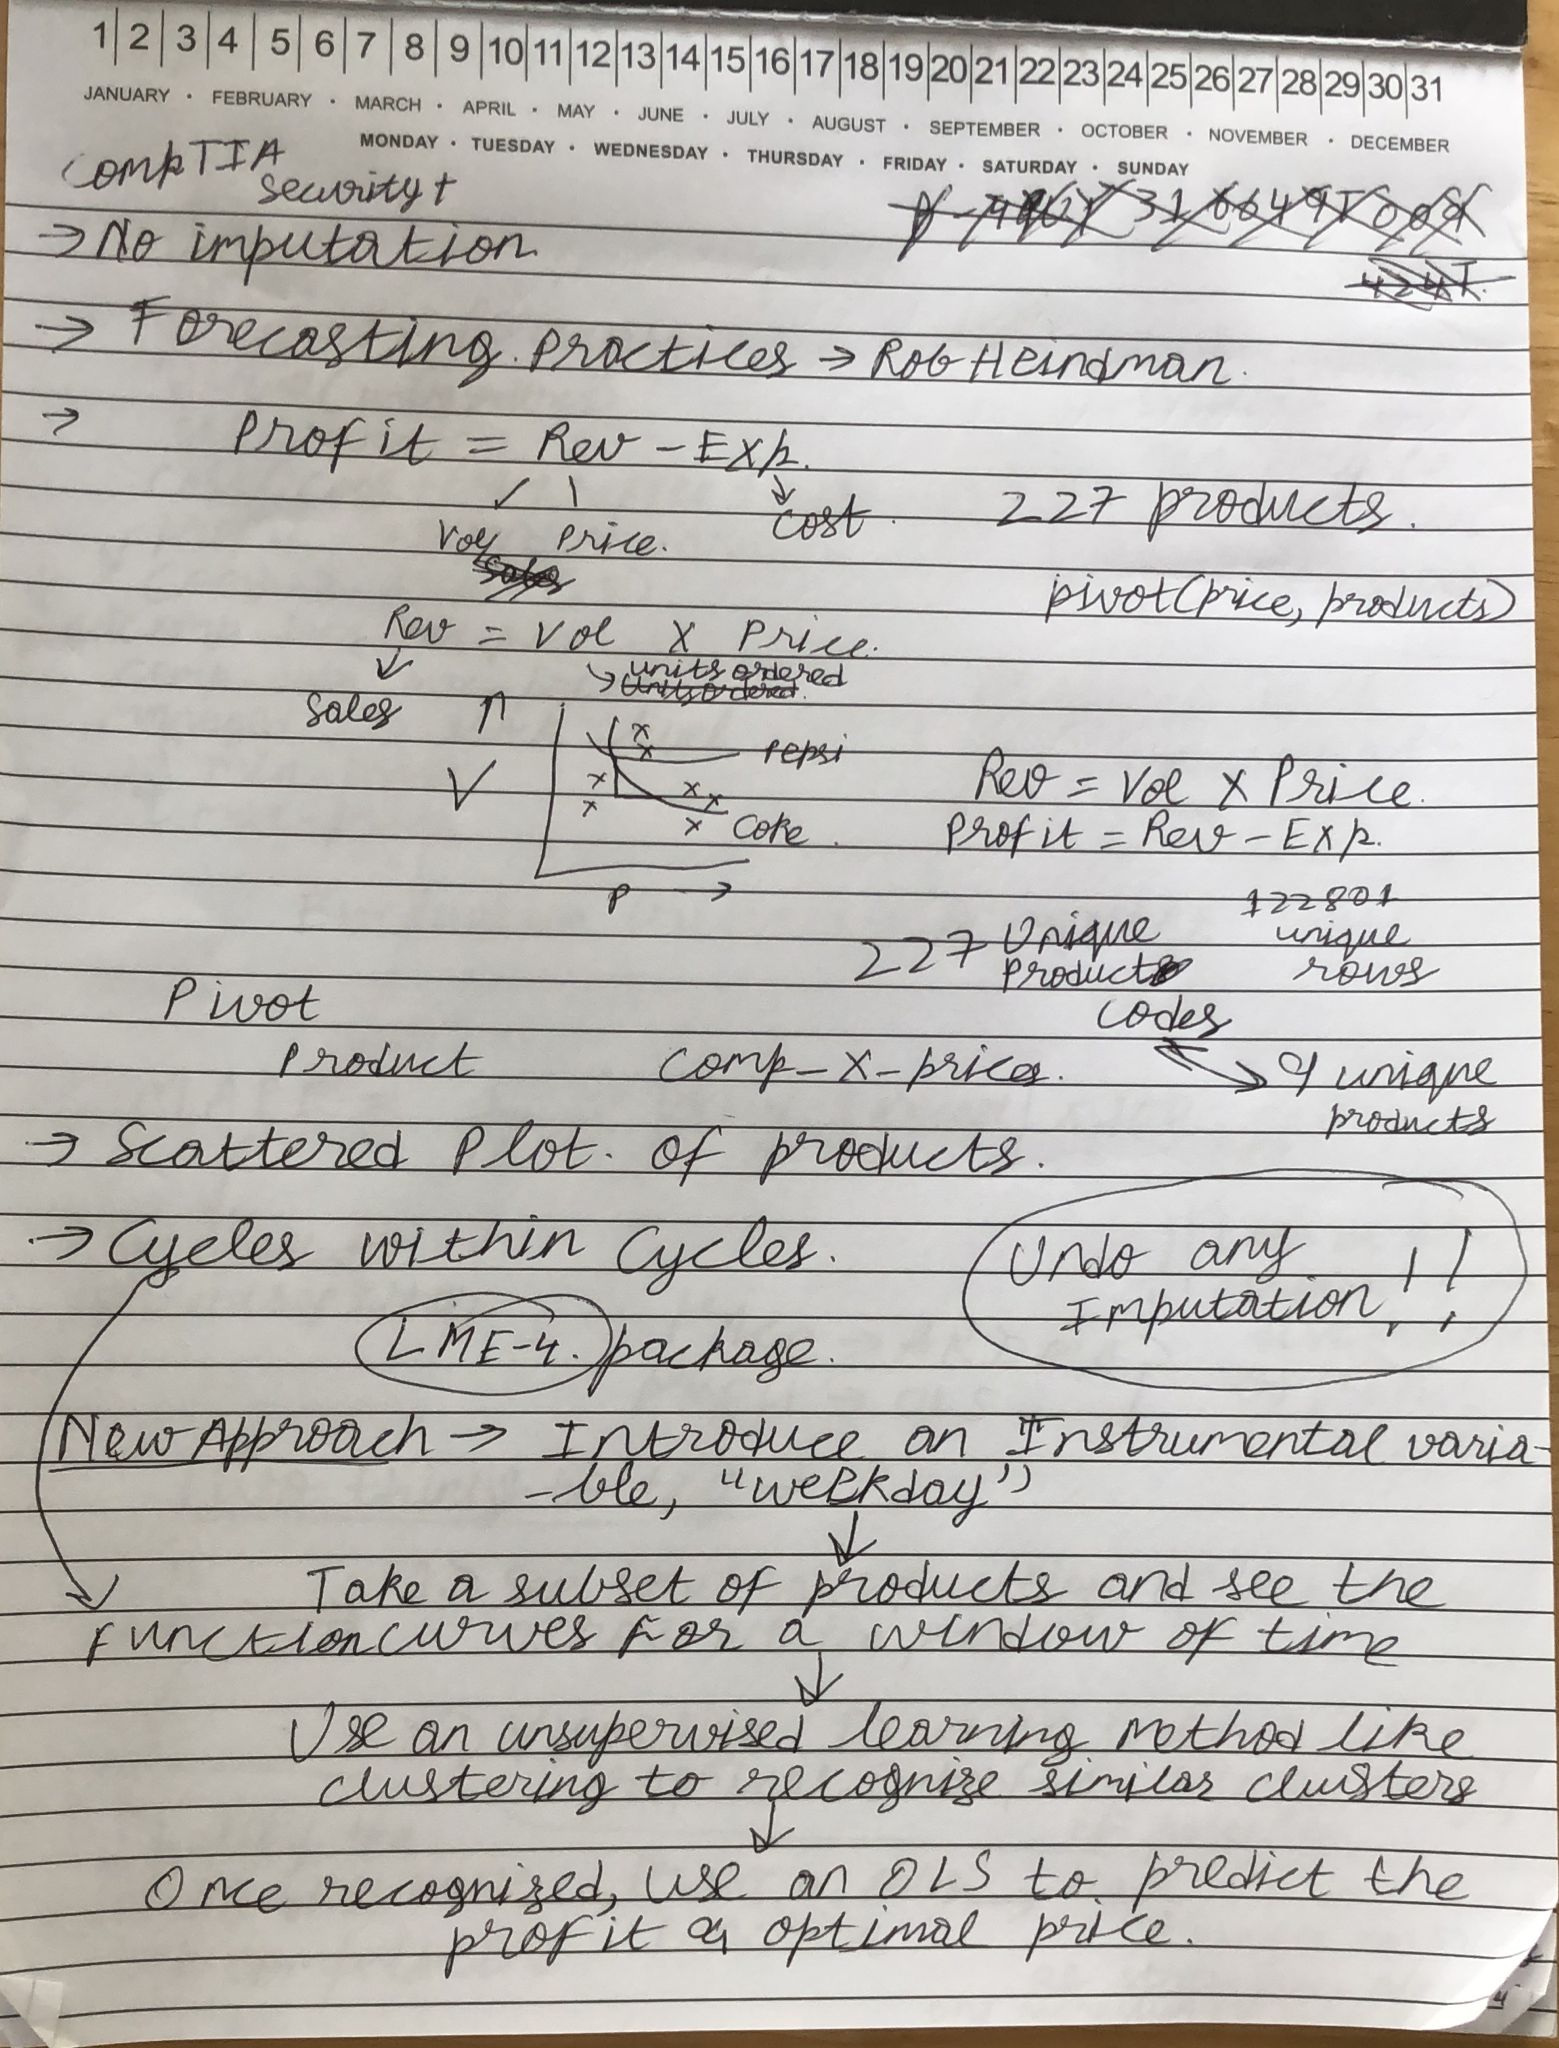 1 2 3 4 5 6 7 8 9 10 11 12 13 14 15 16 17 18 19 20 21 22 23 24 25 26 27 28 29 30 31
JANUARY · FEBRUARY · MARCH · APRIL · MAY · JUNE · JULY · AUGUST · SEPTEMBER · OCTOBER · NOVEMBER · DECEMBER
MONDAY · TUESDAY · WEDNESDAY · THURSDAY · FRIDAY · SATURDAY · SUNDAY
CompTIA
Security+
→ No imputation
→ Forecasting Practices → Rob Heindman.
→ Profit = Rev - Exp.
Vol Price. Cost.
227 products.
Sales
pivot(price, products)
Rev = Vol X Price.
units ordered
Units ordered.
Sales
V
Pepsi
Coke.
P →
Rev = Vol X Price.
Profit = Rev - Exp.
227 Unique
Products
Codes
122801
unique
rows
9 unique
products
Pivot
Product Comp_X_prices.
→ Scattered Plot. of products.
→ Cycles within Cycles.
Undo any
Imputation!!
LME-4. package.
New Approach → Introduce an Instrumental varia-
-ble, "weekday"
Take a subset of products and see the
function curves for a window of time
Use an unsupervised learning method like
clustering to recognize similar clusters
Once recognized, use an OLS to predict the
profit & optimal price.